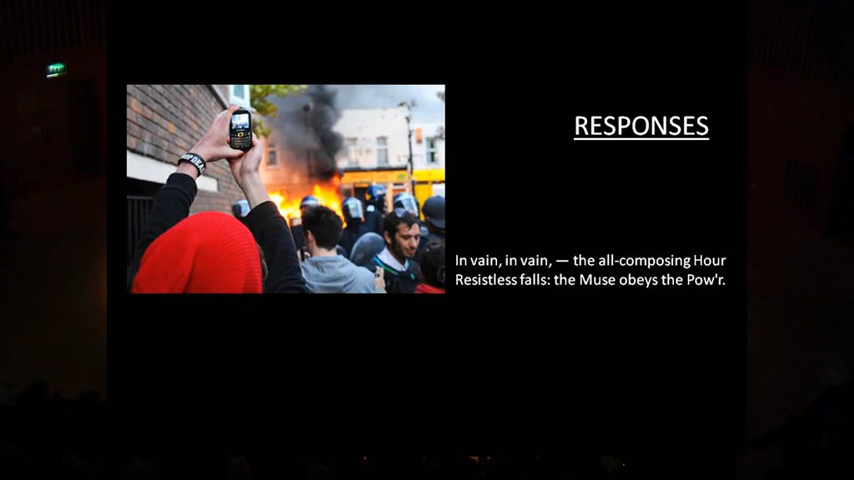 RESPONSES
In vain, in vain, — the all-composing Hour
Resistless falls: the Muse obeys the Pow'r.